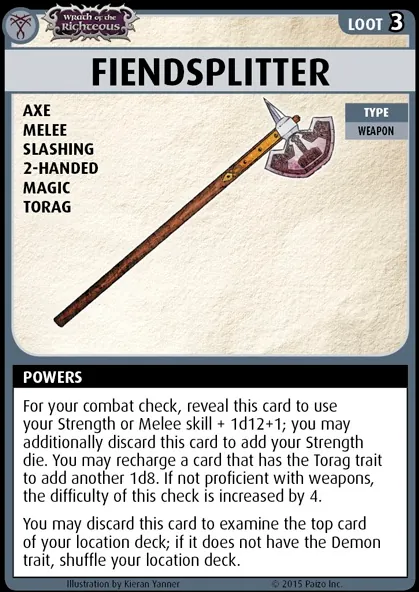 Wrath of the
Righteous
LOOT 3
FIENDSPLITTER
AXE
MELEE
SLASHING
2-HANDED
MAGIC
TORAG
TYPE
WEAPON
POWERS
For your combat check, reveal this card to use
your Strength or Melee skill + 1d12+1; you may
additionally discard this card to add your Strength
die. You may recharge a card that has the Torag trait
to add another 1d8. If not proficient with weapons,
the difficulty of this check is increased by 4.
You may discard this card to examine the top card
of your location deck; if it does not have the Demon
trait, shuffle your location deck.
Illustration by Kieran Yanner
© 2015 Paizo Inc.